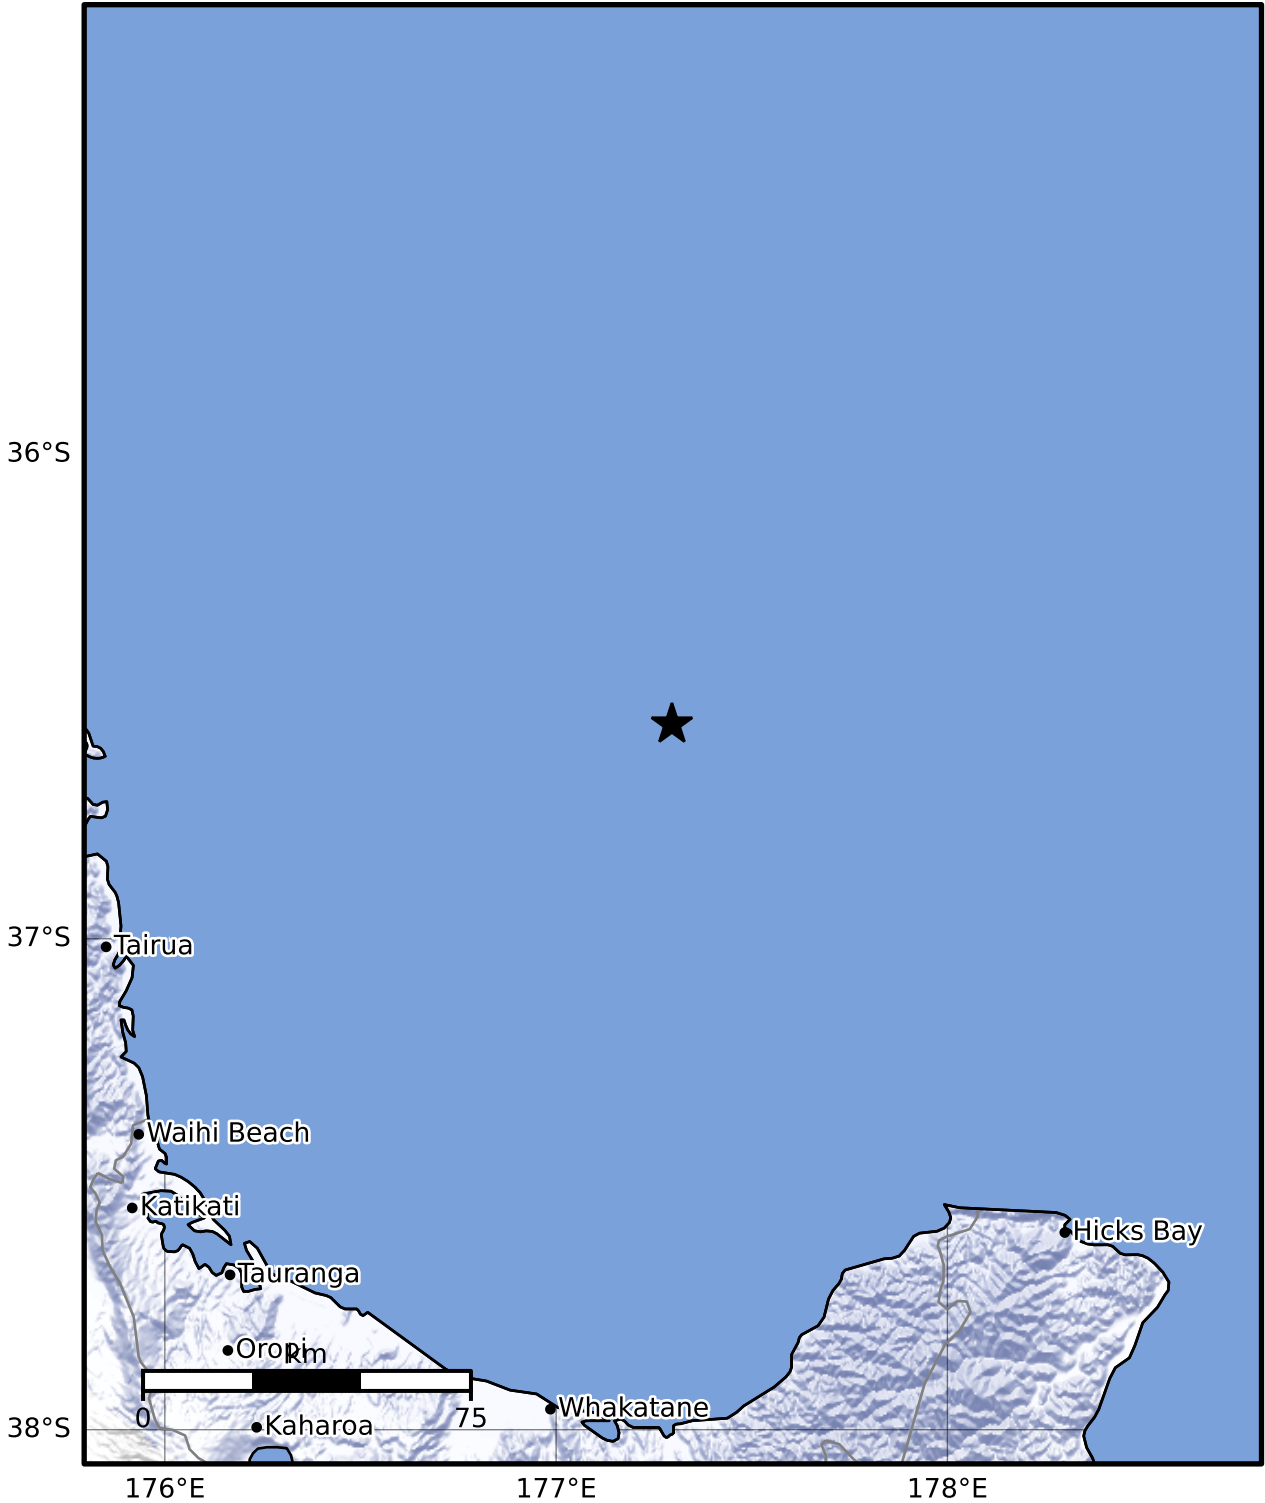 36°S
37°S
Tairua
Waihi Beach
Katikati
Hicks Bay
Tauranga
Oropi
km
Whakatane
0
75
Kaharoa
38°S
176°E
177°E
178°E